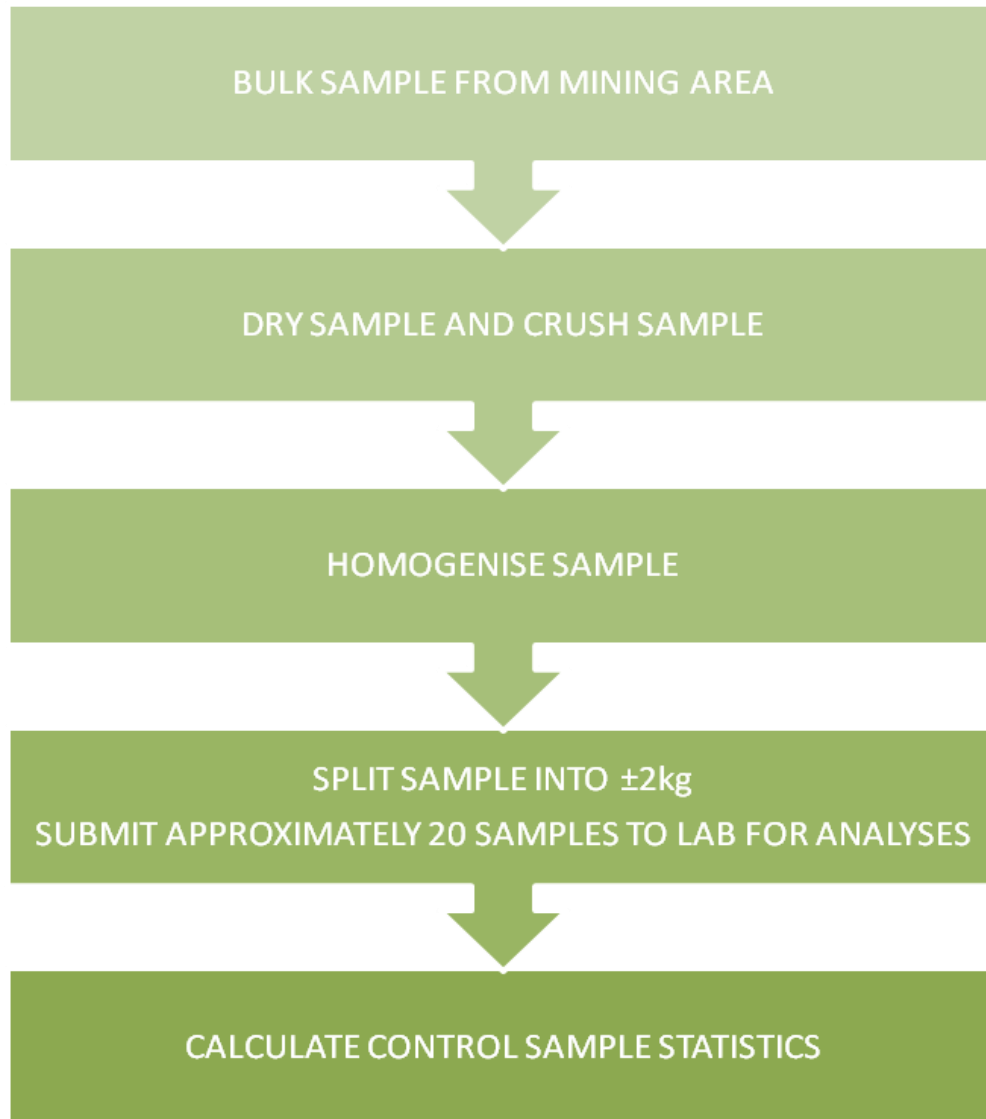 BULK SAMPLE FROM MINING AREA
DRY SAMPLE AND CRUSH SAMPLE
HOMOGENISE SAMPLE
SPLIT SAMPLE INTO ±2kg
SUBMIT APPROXIMATELY 20 SAMPLES TO LAB FOR ANALYSES
CALCULATE CONTROL SAMPLE STATISTICS